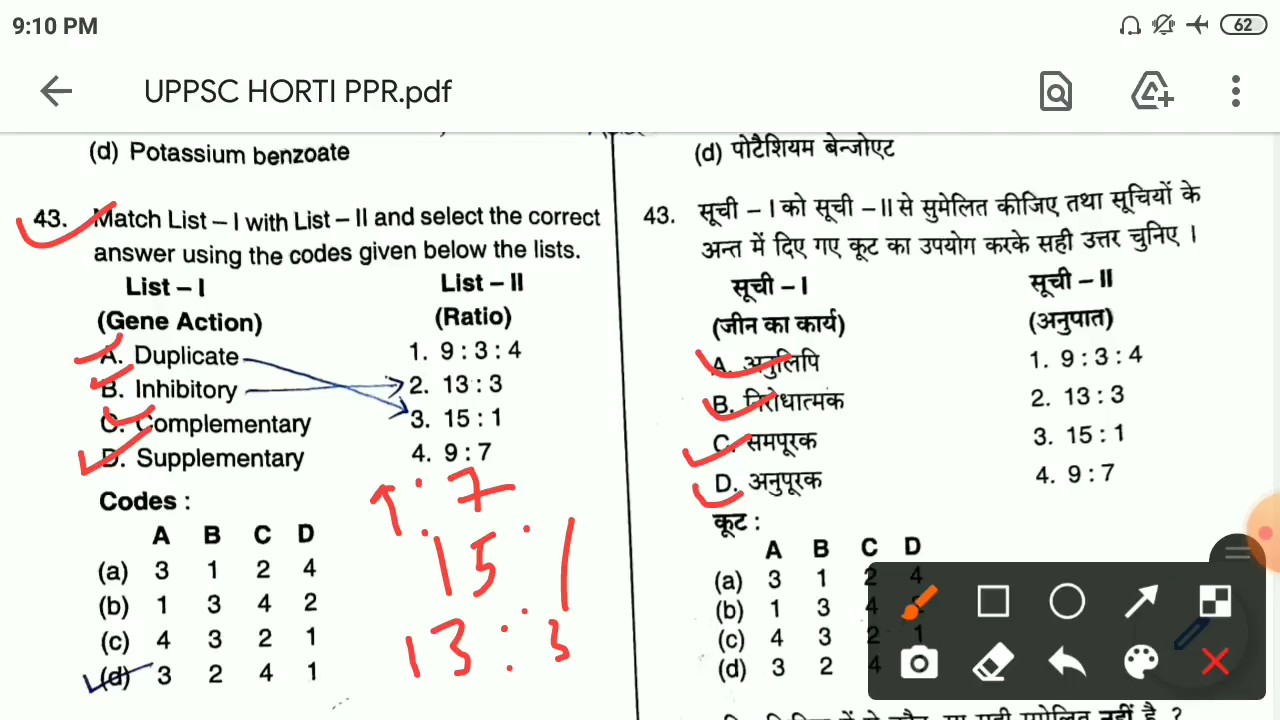 9:10 PM
62
UPPSC HORTI PPR.pdf
(d) Potassium benzoate
43. Match List – I with List – II and select the correct
answer using the codes given below the lists.
List – I List – II
(Gene Action) (Ratio)
A. Duplicate 1. 9 : 3 : 4
B. Inhibitory 2. 13 : 3
C. Complementary 3. 15 : 1
D. Supplementary 4. 9 : 7
: 7
15 : 1
13 : 3
Codes :
A B C D
(a) 3 1 2 4
(b) 1 3 4 2
(c) 4 3 2 1
(d) 3 2 4 1
(d) पोटैशियम बेन्जोएट
43. सूची – I को सूची – II से सुमेलित कीजिए तथा सूचियों के
अन्त में दिए गए कूट का उपयोग करके सही उत्तर चुनिए ।
सूची – I सूची – II
(जीन का कार्य) (अनुपात)
A. अनुलिपि 1. 9 : 3 : 4
B. निरोधात्मक 2. 13 : 3
C. समपूरक 3. 15 : 1
D. अनुपूरक 4. 9 : 7
कूट :
A B C D
(a) 3 1 2 4
(b) 1 3 4
(c) 4 3 2 1
(d) 3 2 4
नहीं है ?